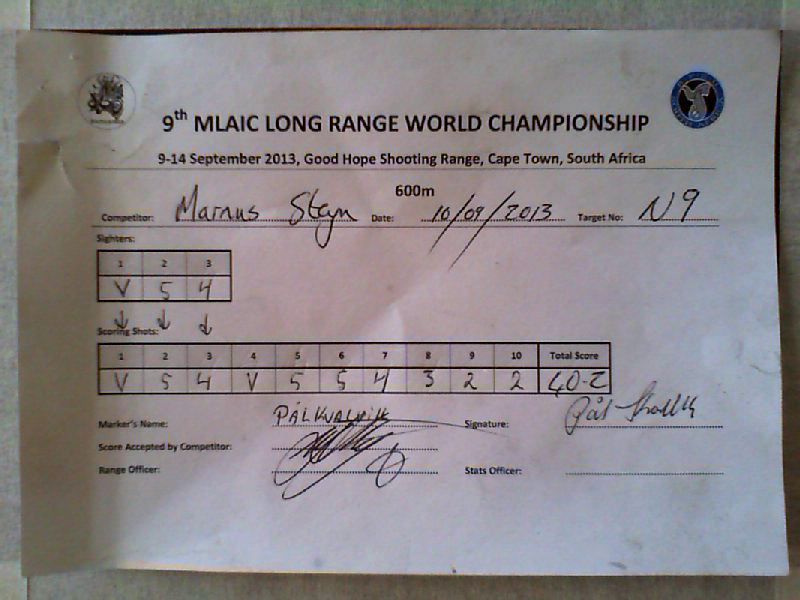 9th MLAIC LONG RANGE WORLD CHAMPIONSHIP
9-14 September 2013, Good Hope Shooting Range, Cape Town, South Africa
600m
Competitor: Marnus Steyn Date: 10/09/2013 Target No: N9
Sighters:
1 2 3
V 5 4
Scoring Shots:
1 2 3 4 5 6 7 8 9 10 Total Score
V 5 4 V 5 5 4 3 2 2 40-2
Marker's Name: PÅL Signature: Pål
Score Accepted by Competitor:
Range Officer: Stats Officer: